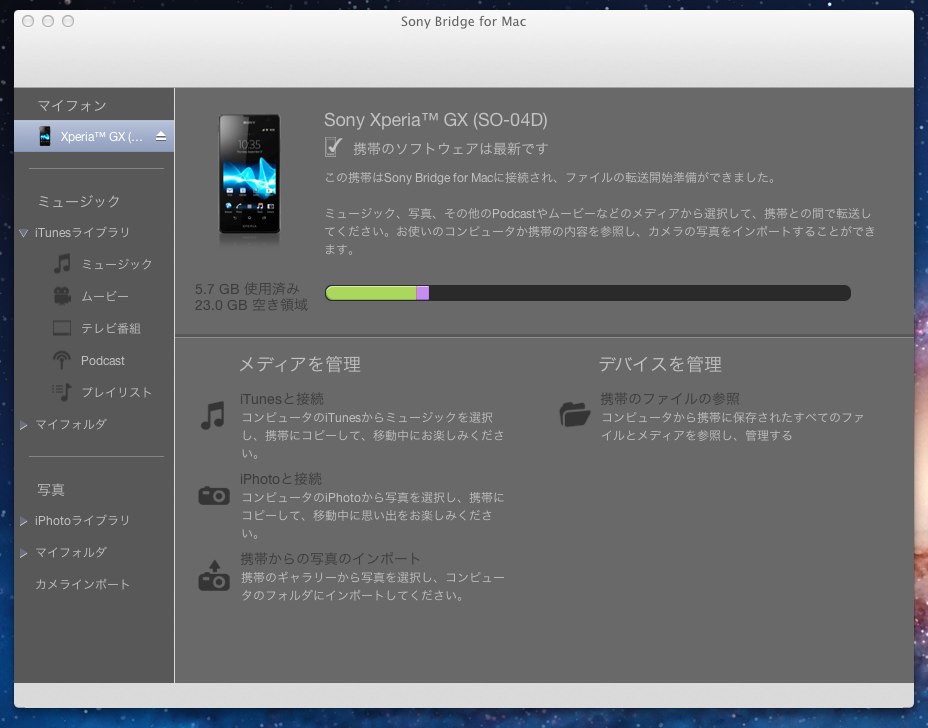 Sony Bridge for Mac
マイフォン
Xperia™ GX (...
ミュージック
iTunesライブラリ
ミュージック
ムービー
テレビ番組
Podcast
プレイリスト
マイフォルダ
写真
iPhotoライブラリ
マイフォルダ
カメラインポート
SONY
10:35
XPERIA
Sony Xperia™ GX (SO-04D)
携帯のソフトウェアは最新です
この携帯はSony Bridge for Macに接続され、ファイルの転送開始準備ができました。
ミュージック、写真、その他のPodcastやムービーなどのメディアから選択して、携帯との間で転送し
てください。お使いのコンピュータか携帯の内容を参照し、カメラの写真をインポートすることができ
ます。
5.7 GB 使用済み
23.0 GB 空き領域
メディアを管理
iTunesと接続
コンピュータのiTunesからミュージックを選択
し、携帯にコピーして、移動中にお楽しみくださ
い。
iPhotoと接続
コンピュータのiPhotoから写真を選択し、携帯に
コピーして、移動中に思い出をお楽しみくださ
い。
携帯からの写真のインポート
携帯のギャラリーから写真を選択し、コンピュー
タのフォルダにインポートしてください。
デバイスを管理
携帯のファイルの参照
コンピュータから携帯に保存されたすべてのファ
イルとメディアを参照し、管理する